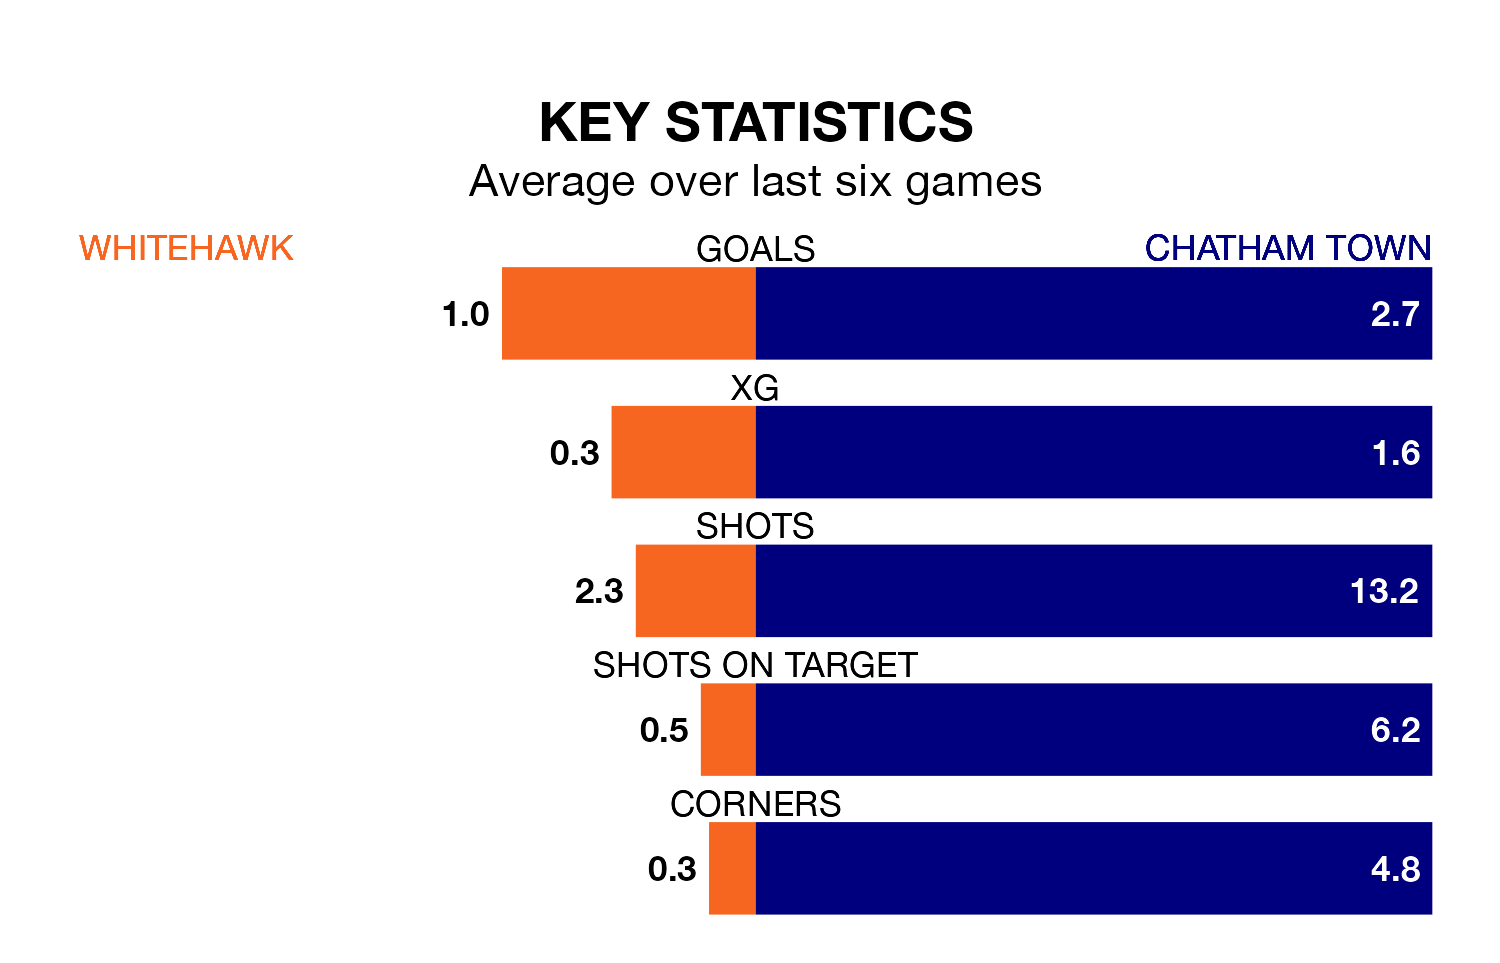 KEY STATISTICS
Average over last six games
WHITEHAWK GOALS CHATHAM TOWN
1.0 2.7
XG
0.3 1.6
SHOTS
2.3 13.2
SHOTS ON TARGET
0.5 6.2
CORNERS
0.3 4.8